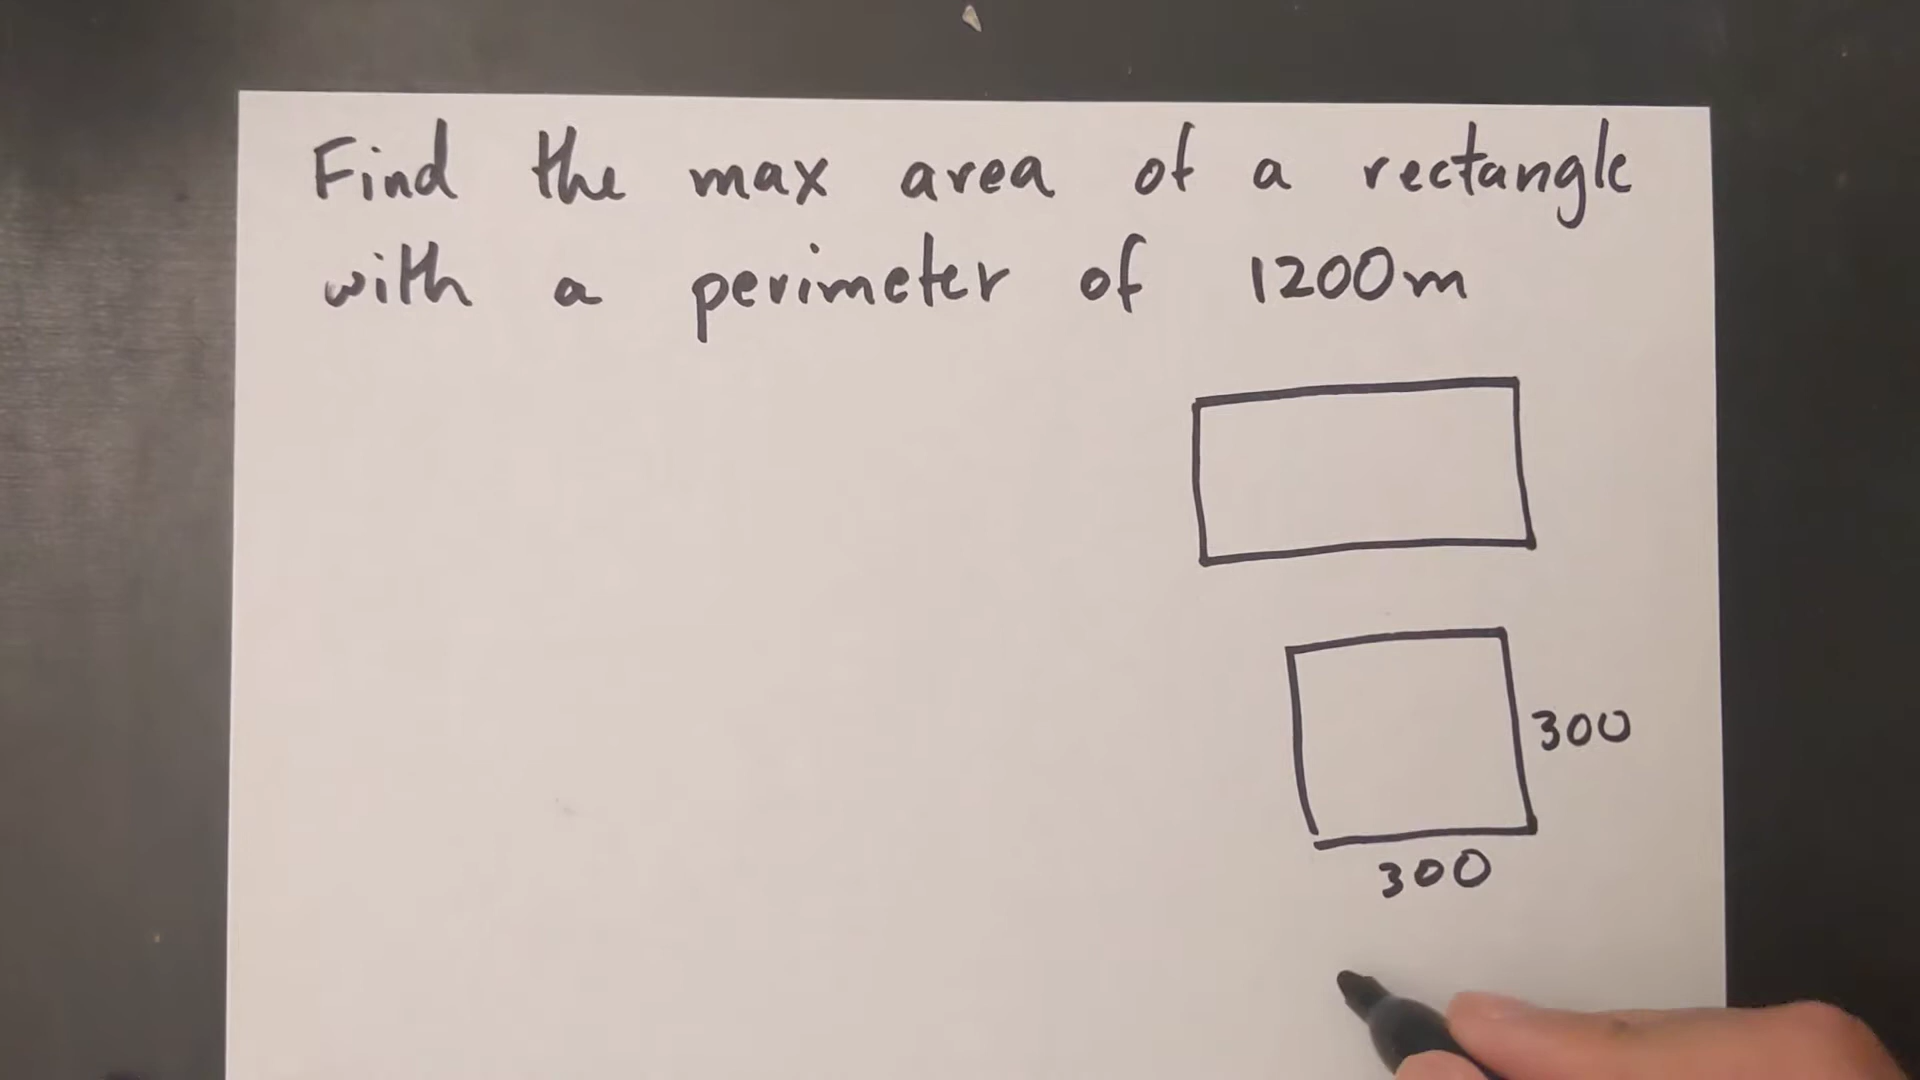 Find the max area of a rectangle
with a perimeter of 1200m
300
300